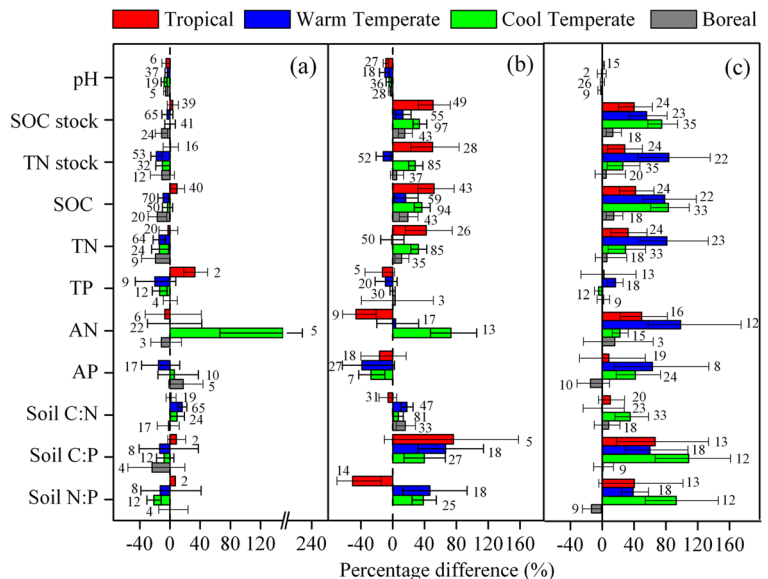 Tropical Warm Temperate Cool Temperate Boreal
(a) (b) (c)
pH 6 37 19 5 27 18 36 28 15 2 26 9
SOC stock 39 65 41 24 49 55 97 43 24 23 35 18
TN stock 16 53 32 12 28 52 85 37 24 36 35 20
SOC 40 70 50 20 43 59 94 43 24 22 33 18
TN 20 64 24 9 26 50 85 35 24 23 33 18
TP 2 9 12 4 5 20 30 3 13 18 12 9
AN 6 22 5 3 9 17 13 16 12 15 3
AP 17 10 5 18 27 7 19 8 24 10
Soil C:N 19 65 24 17 31 47 81 33 20 23 33 18
Soil C:P 2 8 12 4 5 18 27 13 18 12 9
Soil N:P 2 8 12 4 14 18 25 13 18 12 9
-40 0 40 120 240 -40 0 40 80 120 160 -40 0 40 80 120 160
Percentage difference (%)